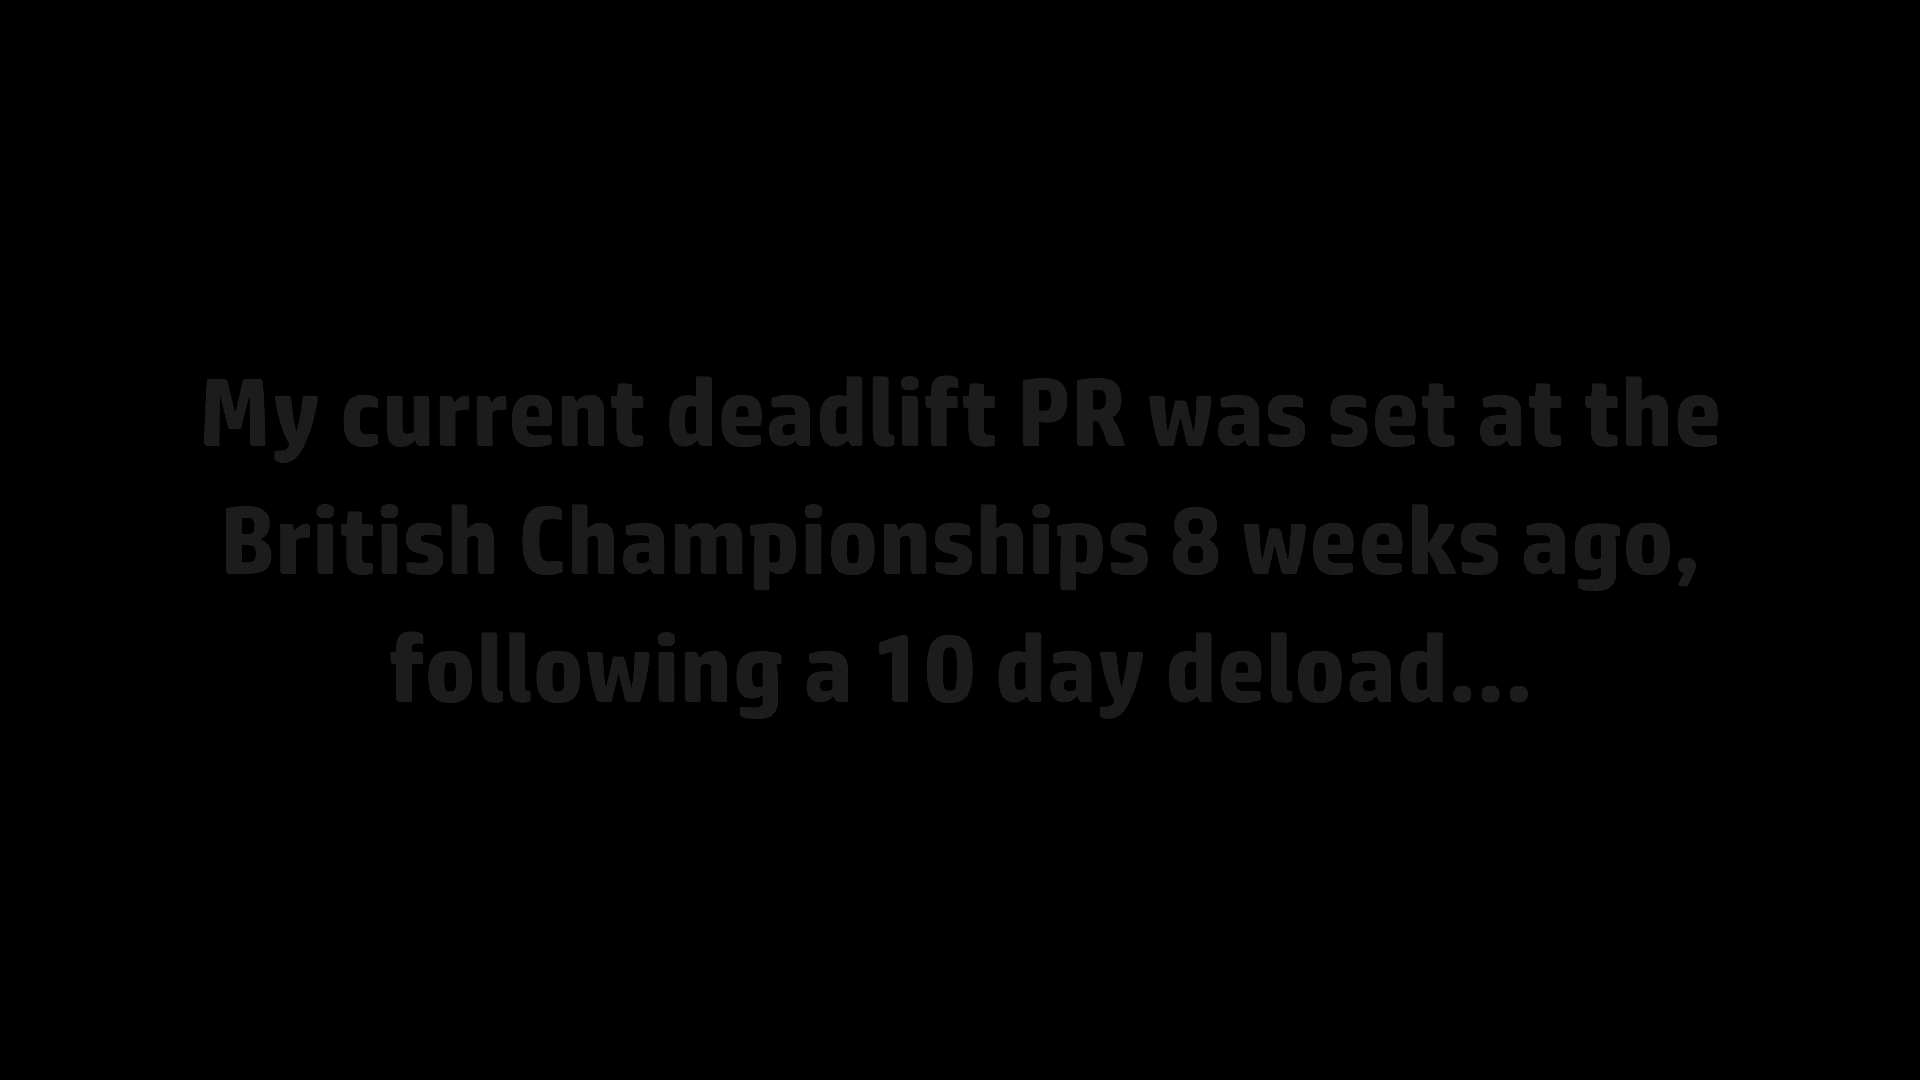 My current deadlift PR was set at the
British Championships 8 weeks ago,
following a 10 day deload...